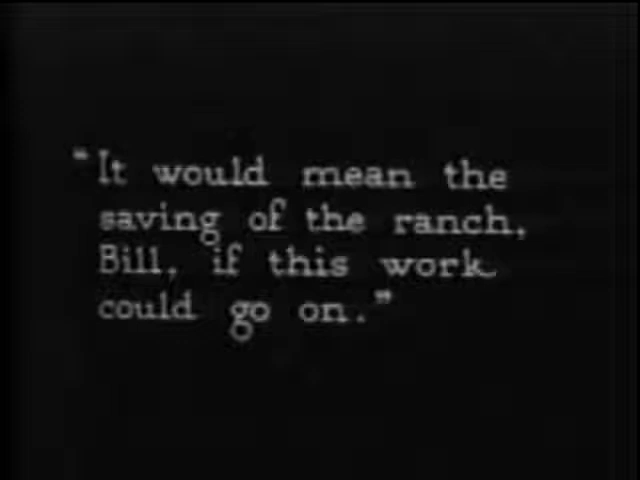 "It would mean the
saving of the ranch,
Bill, if this work
could go on."